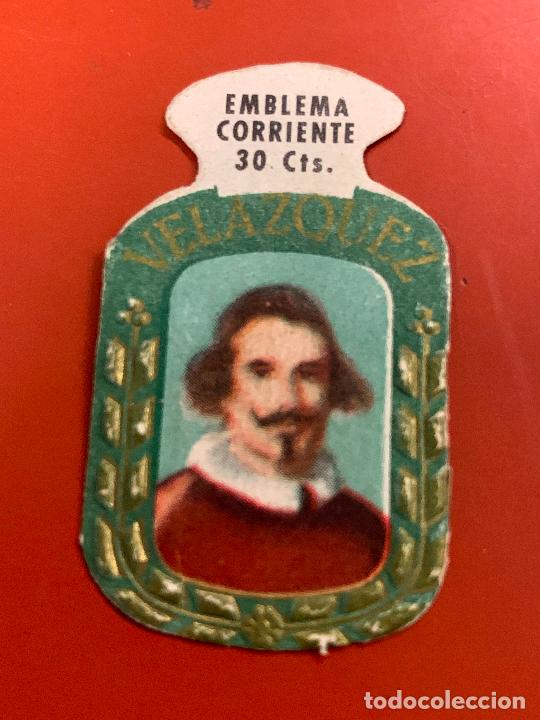 EMBLEMA
CORRIENTE
30 Cts.
VELAZQUEZ
todocoleccion